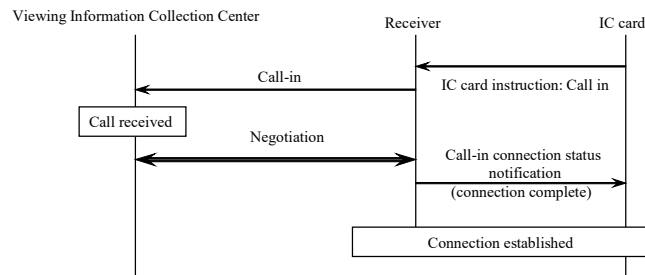 Viewing Information Collection Center
Receiver
IC card
Call-in
IC card instruction: Call in
Call received
Negotiation
Call-in connection status
notification
(connection complete)
Connection established